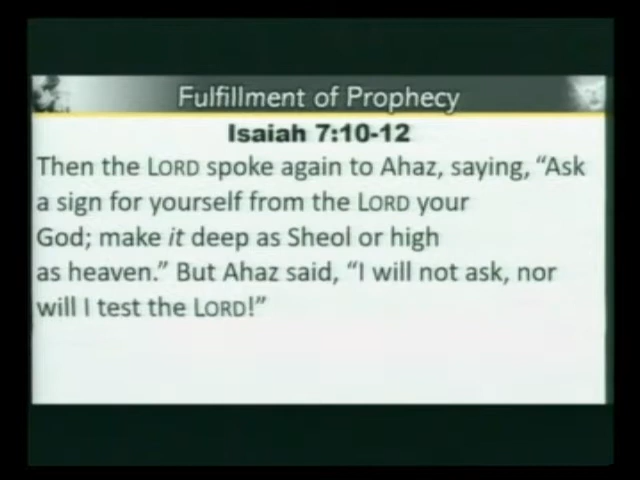 Fulfillment of Prophecy
Isaiah 7:10-12
Then the LORD spoke again to Ahaz, saying, “Ask
a sign for yourself from the LORD your
God; make it deep as Sheol or high
as heaven.” But Ahaz said, “I will not ask, nor
will I test the LORD!”